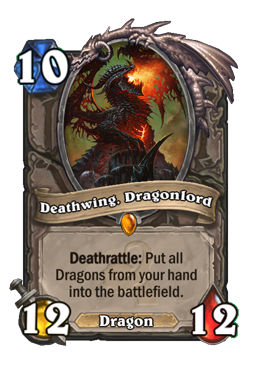 10
Deathwing, Dragonlord
Deathrattle: Put all
Dragons from your hand
into the battlefield.
12
Dragon
12